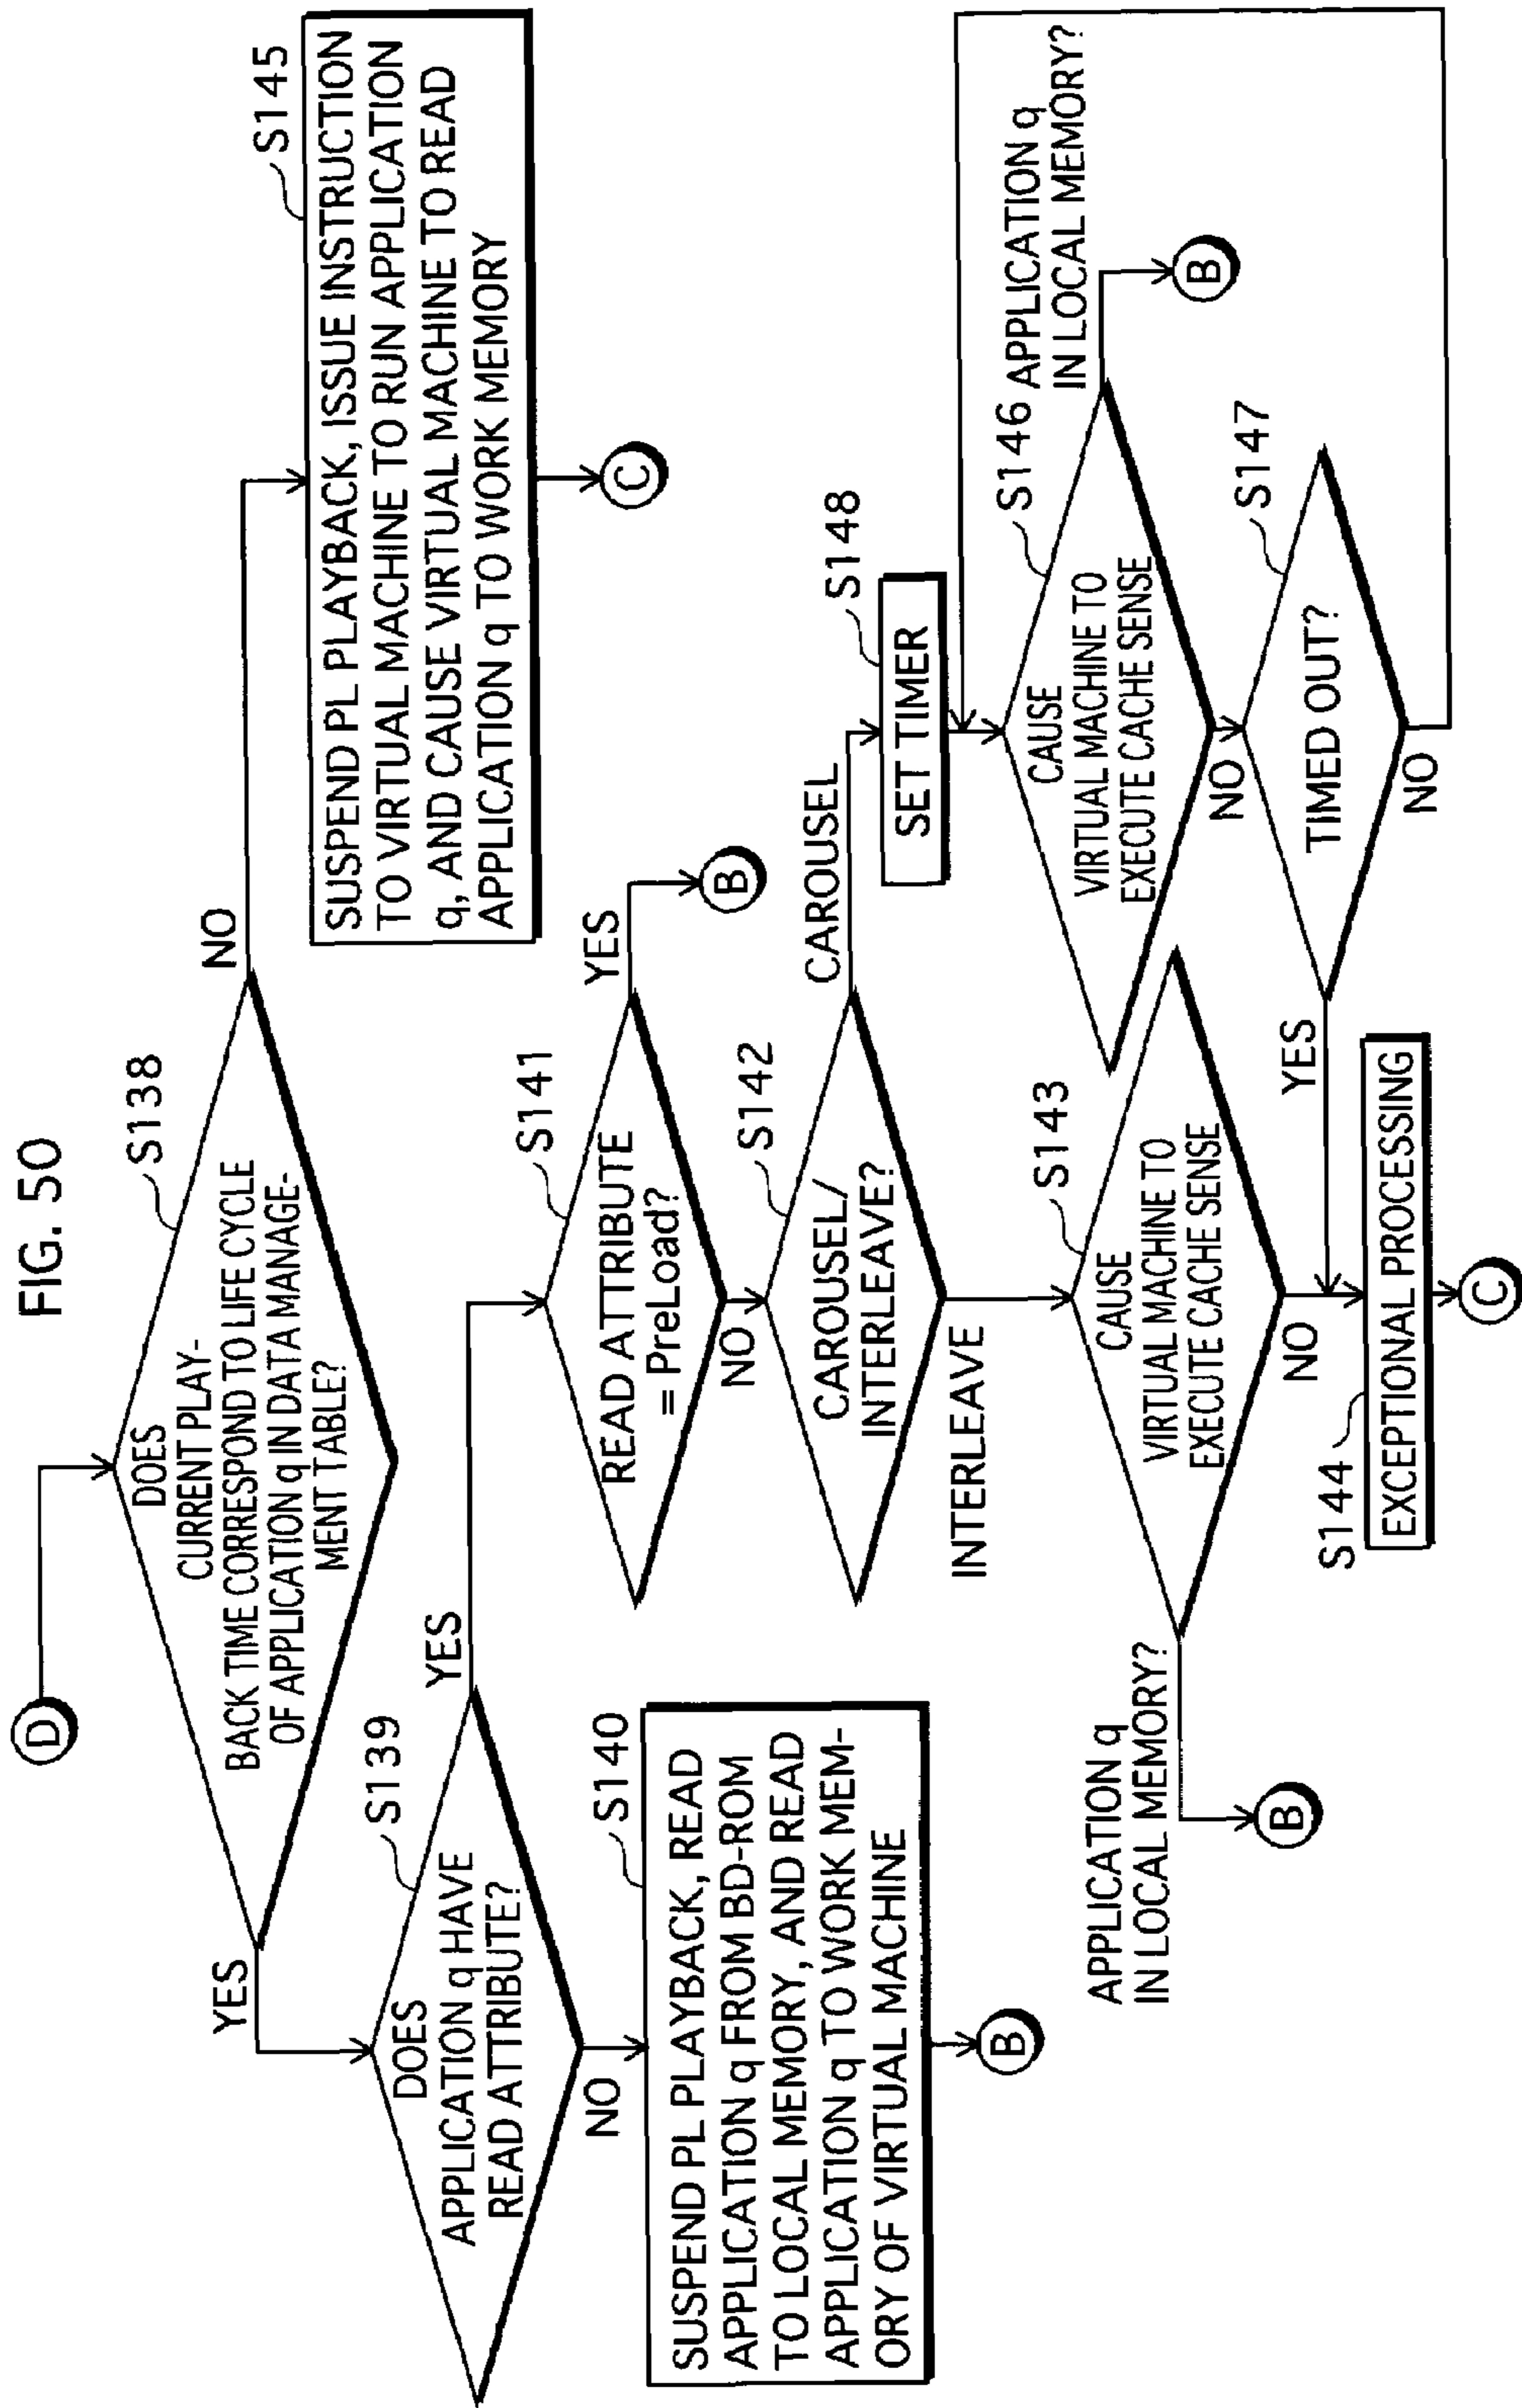 FIG. 50
D
S138
DOES
CURRENT PLAY-
BACK TIME CORRESPOND TO LIFE CYCLE
OF APPLICATION q IN DATA MANAGE-
MENT TABLE?
YES
NO
S145
SUSPEND PL PLAYBACK, ISSUE INSTRUCTION
TO VIRTUAL MACHINE TO RUN APPLICATION
q, AND CAUSE VIRTUAL MACHINE TO READ
APPLICATION q TO WORK MEMORY
C
S139
DOES
APPLICATION q HAVE
READ ATTRIBUTE?
YES
NO
S140
SUSPEND PL PLAYBACK, READ
APPLICATION q FROM BD-ROM
TO LOCAL MEMORY, AND READ
APPLICATION q TO WORK MEM-
ORY OF VIRTUAL MACHINE
B
S141
READ ATTRIBUTE
= PreLoad?
YES
B
NO
S142
CAROUSEL/
INTERLEAVE?
CAROUSEL
INTERLEAVE
S148
SET TIMER
S143
CAUSE
VIRTUAL MACHINE TO
EXECUTE CACHE SENSE
APPLICATION q
IN LOCAL MEMORY?
B
NO
S144
EXCEPTIONAL PROCESSING
C
S146
CAUSE
VIRTUAL MACHINE TO
EXECUTE CACHE SENSE
APPLICATION q
IN LOCAL MEMORY?
B
NO
S147
TIMED OUT?
YES
NO